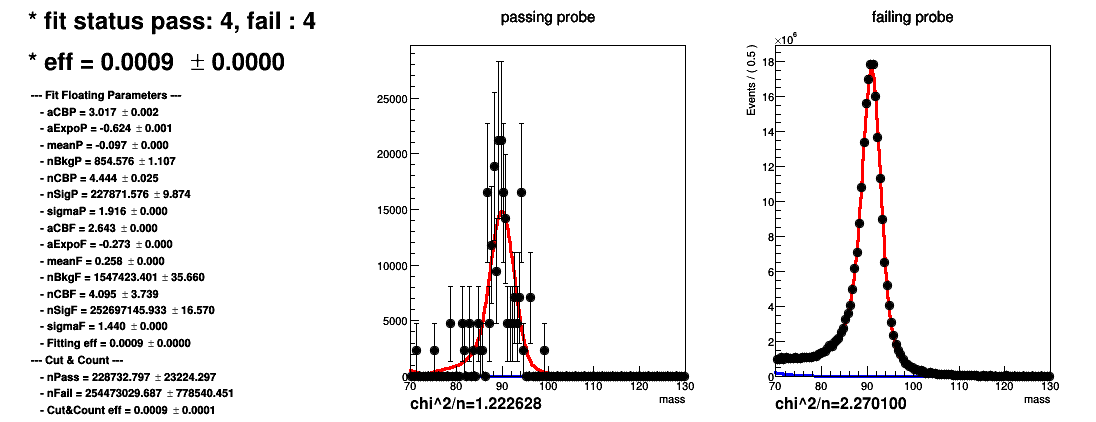 * fit status pass: 4, fail : 4
* eff = 0.0009 ± 0.0000
--- Fit Floating Parameters ---
- aCBP = 3.017 ± 0.002
- aExpoP = -0.624 ± 0.001
- meanP = -0.097 ± 0.000
- nBkgP = 854.576 ± 1.107
- nCBP = 4.444 ± 0.025
- nSigP = 227871.576 ± 9.874
- sigmaP = 1.916 ± 0.000
- aCBF = 2.643 ± 0.000
- aExpoF = -0.273 ± 0.000
- meanF = 0.258 ± 0.000
- nBkgF = 1547423.401 ± 35.660
- nCBF = 4.095 ± 3.739
- nSigF = 252697145.933 ± 16.570
- sigmaF = 1.440 ± 0.000
- Fitting eff = 0.0009 ± 0.0000
--- Cut & Count ---
- nPass = 228732.797 ± 23224.297
- nFail = 254473029.687 ± 778540.451
- Cut&Count eff = 0.0009 ± 0.0001
passing probe
25000
20000
15000
10000
5000
0
70 80 90 100 110 120 130
mass
chi^2/n=1.222628
failing probe
×10⁶
Events / ( 0.5 )
18
16
14
12
10
8
6
4
2
0
70 80 90 100 110 120 130
mass
chi^2/n=2.270100